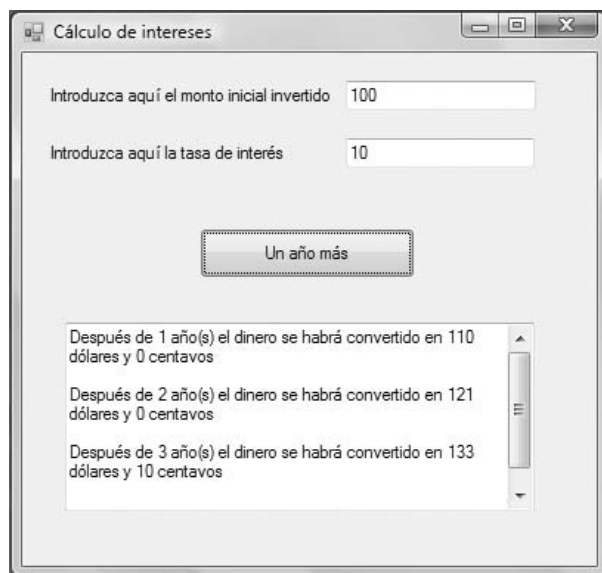 Cálculo de intereses
Introduzca aquí el monto inicial invertido
100
Introduzca aquí la tasa de interés
10
Un año más
Después de 1 año(s) el dinero se habrá convertido en 110
dólares y 0 centavos
Después de 2 año(s) el dinero se habrá convertido en 121
dólares y 0 centavos
Después de 3 año(s) el dinero se habrá convertido en 133
dólares y 10 centavos